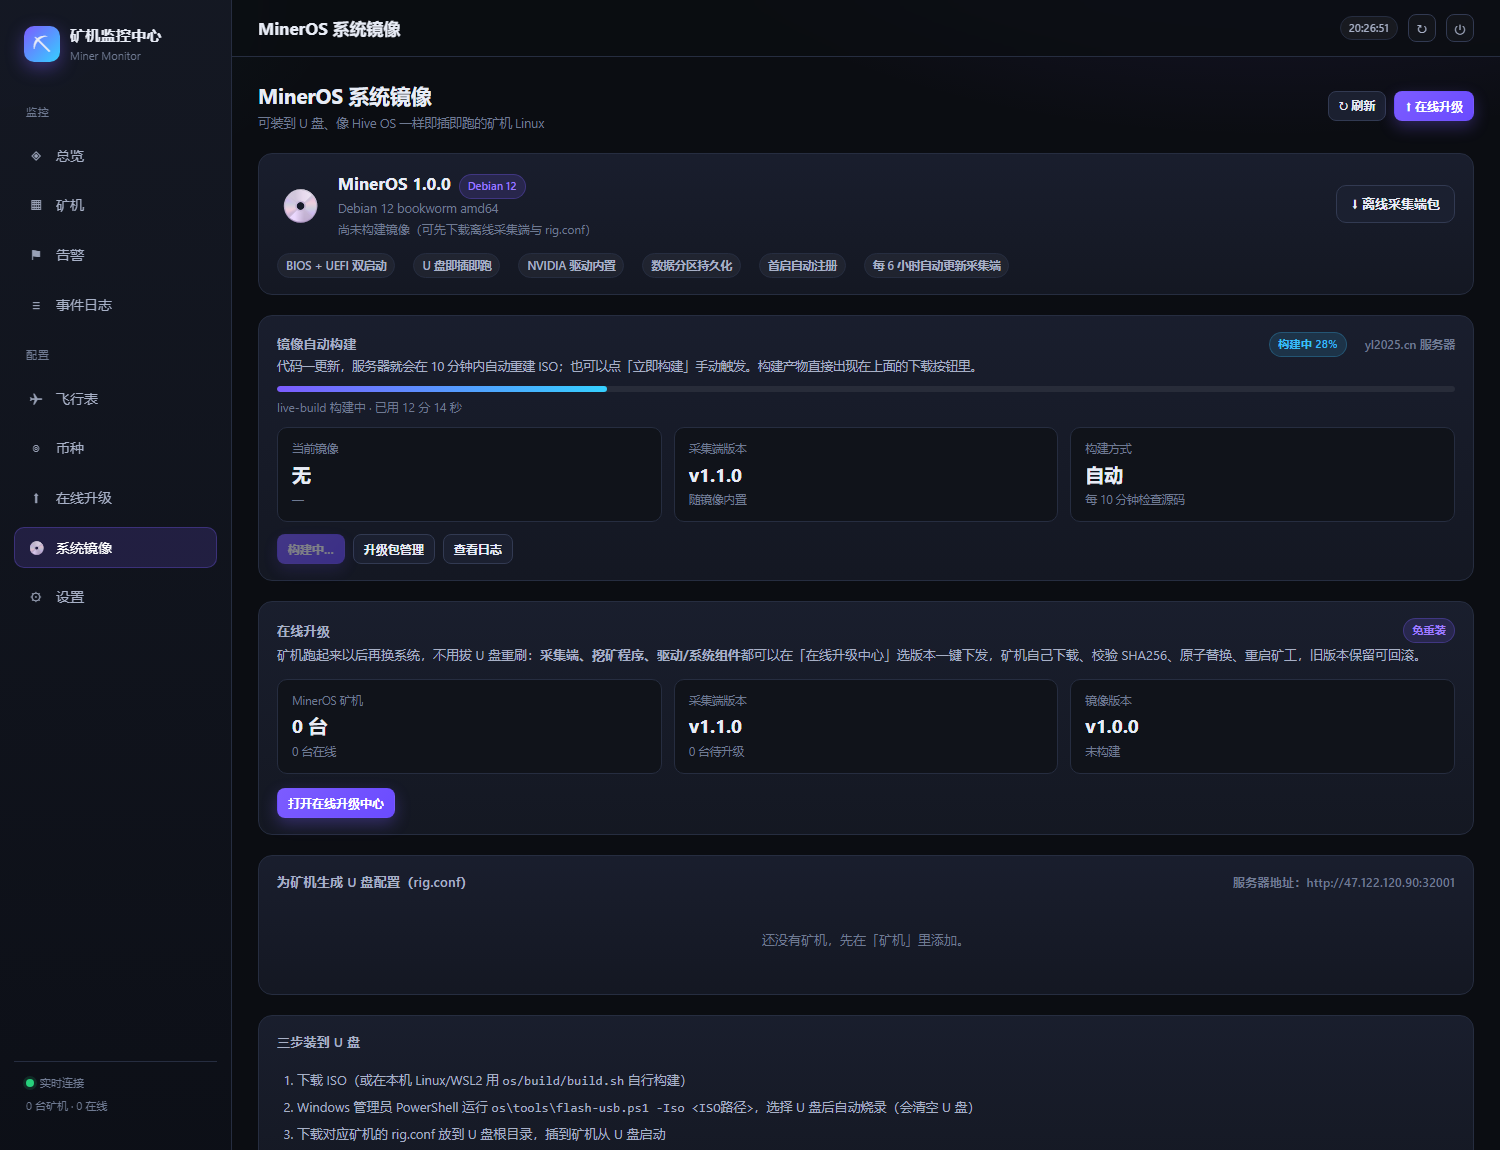 矿机监控中心
Miner Monitor
监控
总览
矿机
告警
事件日志
配置
飞行表
币种
在线升级
系统镜像
设置
实时连接
0 台矿机 · 0 在线
MinerOS 系统镜像
20:26:51
MinerOS 系统镜像
可装到 U 盘、像 Hive OS 一样即插即跑的矿机 Linux
↻ 刷新
⬆ 在线升级
MinerOS 1.0.0 Debian 12
Debian 12 bookworm amd64
尚未构建镜像（可先下载离线采集端与 rig.conf）
⬇ 离线采集端包
BIOS + UEFI 双启动 U 盘即插即跑 NVIDIA 驱动内置 数据分区持久化 首启自动注册 每 6 小时自动更新采集端
镜像自动构建
构建中 28% yl2025.cn 服务器
代码一更新，服务器就会在 10 分钟内自动重建 ISO；也可以点「立即构建」手动触发。构建产物直接出现在上面的下载按钮里。
live-build 构建中 · 已用 12 分 14 秒
当前镜像
无
—
采集端版本
v1.1.0
随镜像内置
构建方式
自动
每 10 分钟检查源码
构建中... 升级包管理 查看日志
在线升级
免重装
矿机跑起来以后再换系统，不用拔 U 盘重刷：采集端、挖矿程序、驱动/系统组件都可以在「在线升级中心」选版本一键下发，矿机自己下载、校验 SHA256、原子替换、重启矿工，旧版本保留可回滚。
MinerOS 矿机
0 台
0 台在线
采集端版本
v1.1.0
0 台待升级
镜像版本
v1.0.0
未构建
打开在线升级中心
为矿机生成 U 盘配置（rig.conf）
服务器地址：http://47.122.120.90:32001
还没有矿机，先在「矿机」里添加。
三步装到 U 盘
1. 下载 ISO（或在本机 Linux/WSL2 用 os/build/build.sh 自行构建）
2. Windows 管理员 PowerShell 运行 os\tools\flash-usb.ps1 -Iso <ISO路径>，选择 U 盘后自动烧录（会清空 U 盘）
3. 下载对应矿机的 rig.conf 放到 U 盘根目录，插到矿机从 U 盘启动